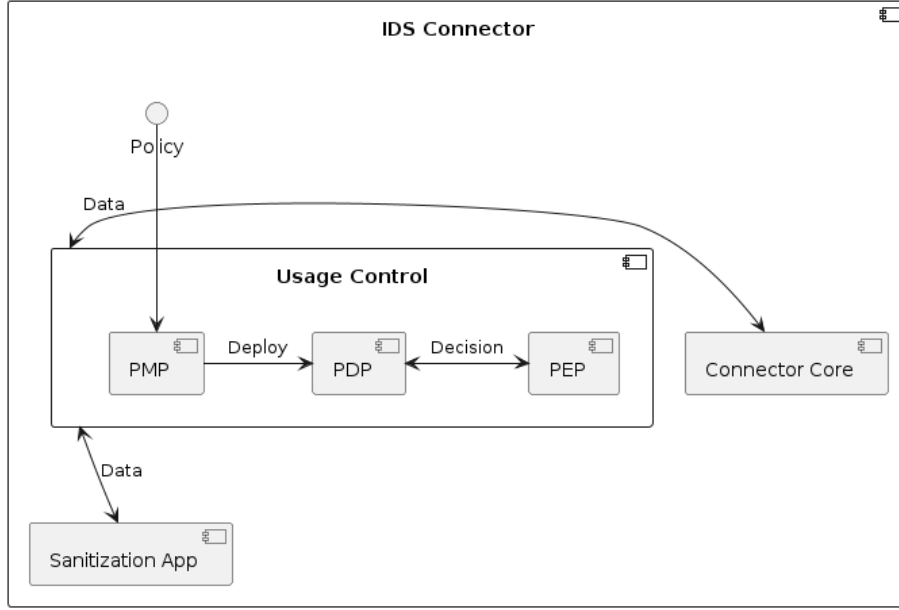 IDS Connector
Policy
Data
Usage Control
PMP
Deploy
PDP
Decision
PEP
Connector Core
Data
Sanitization App